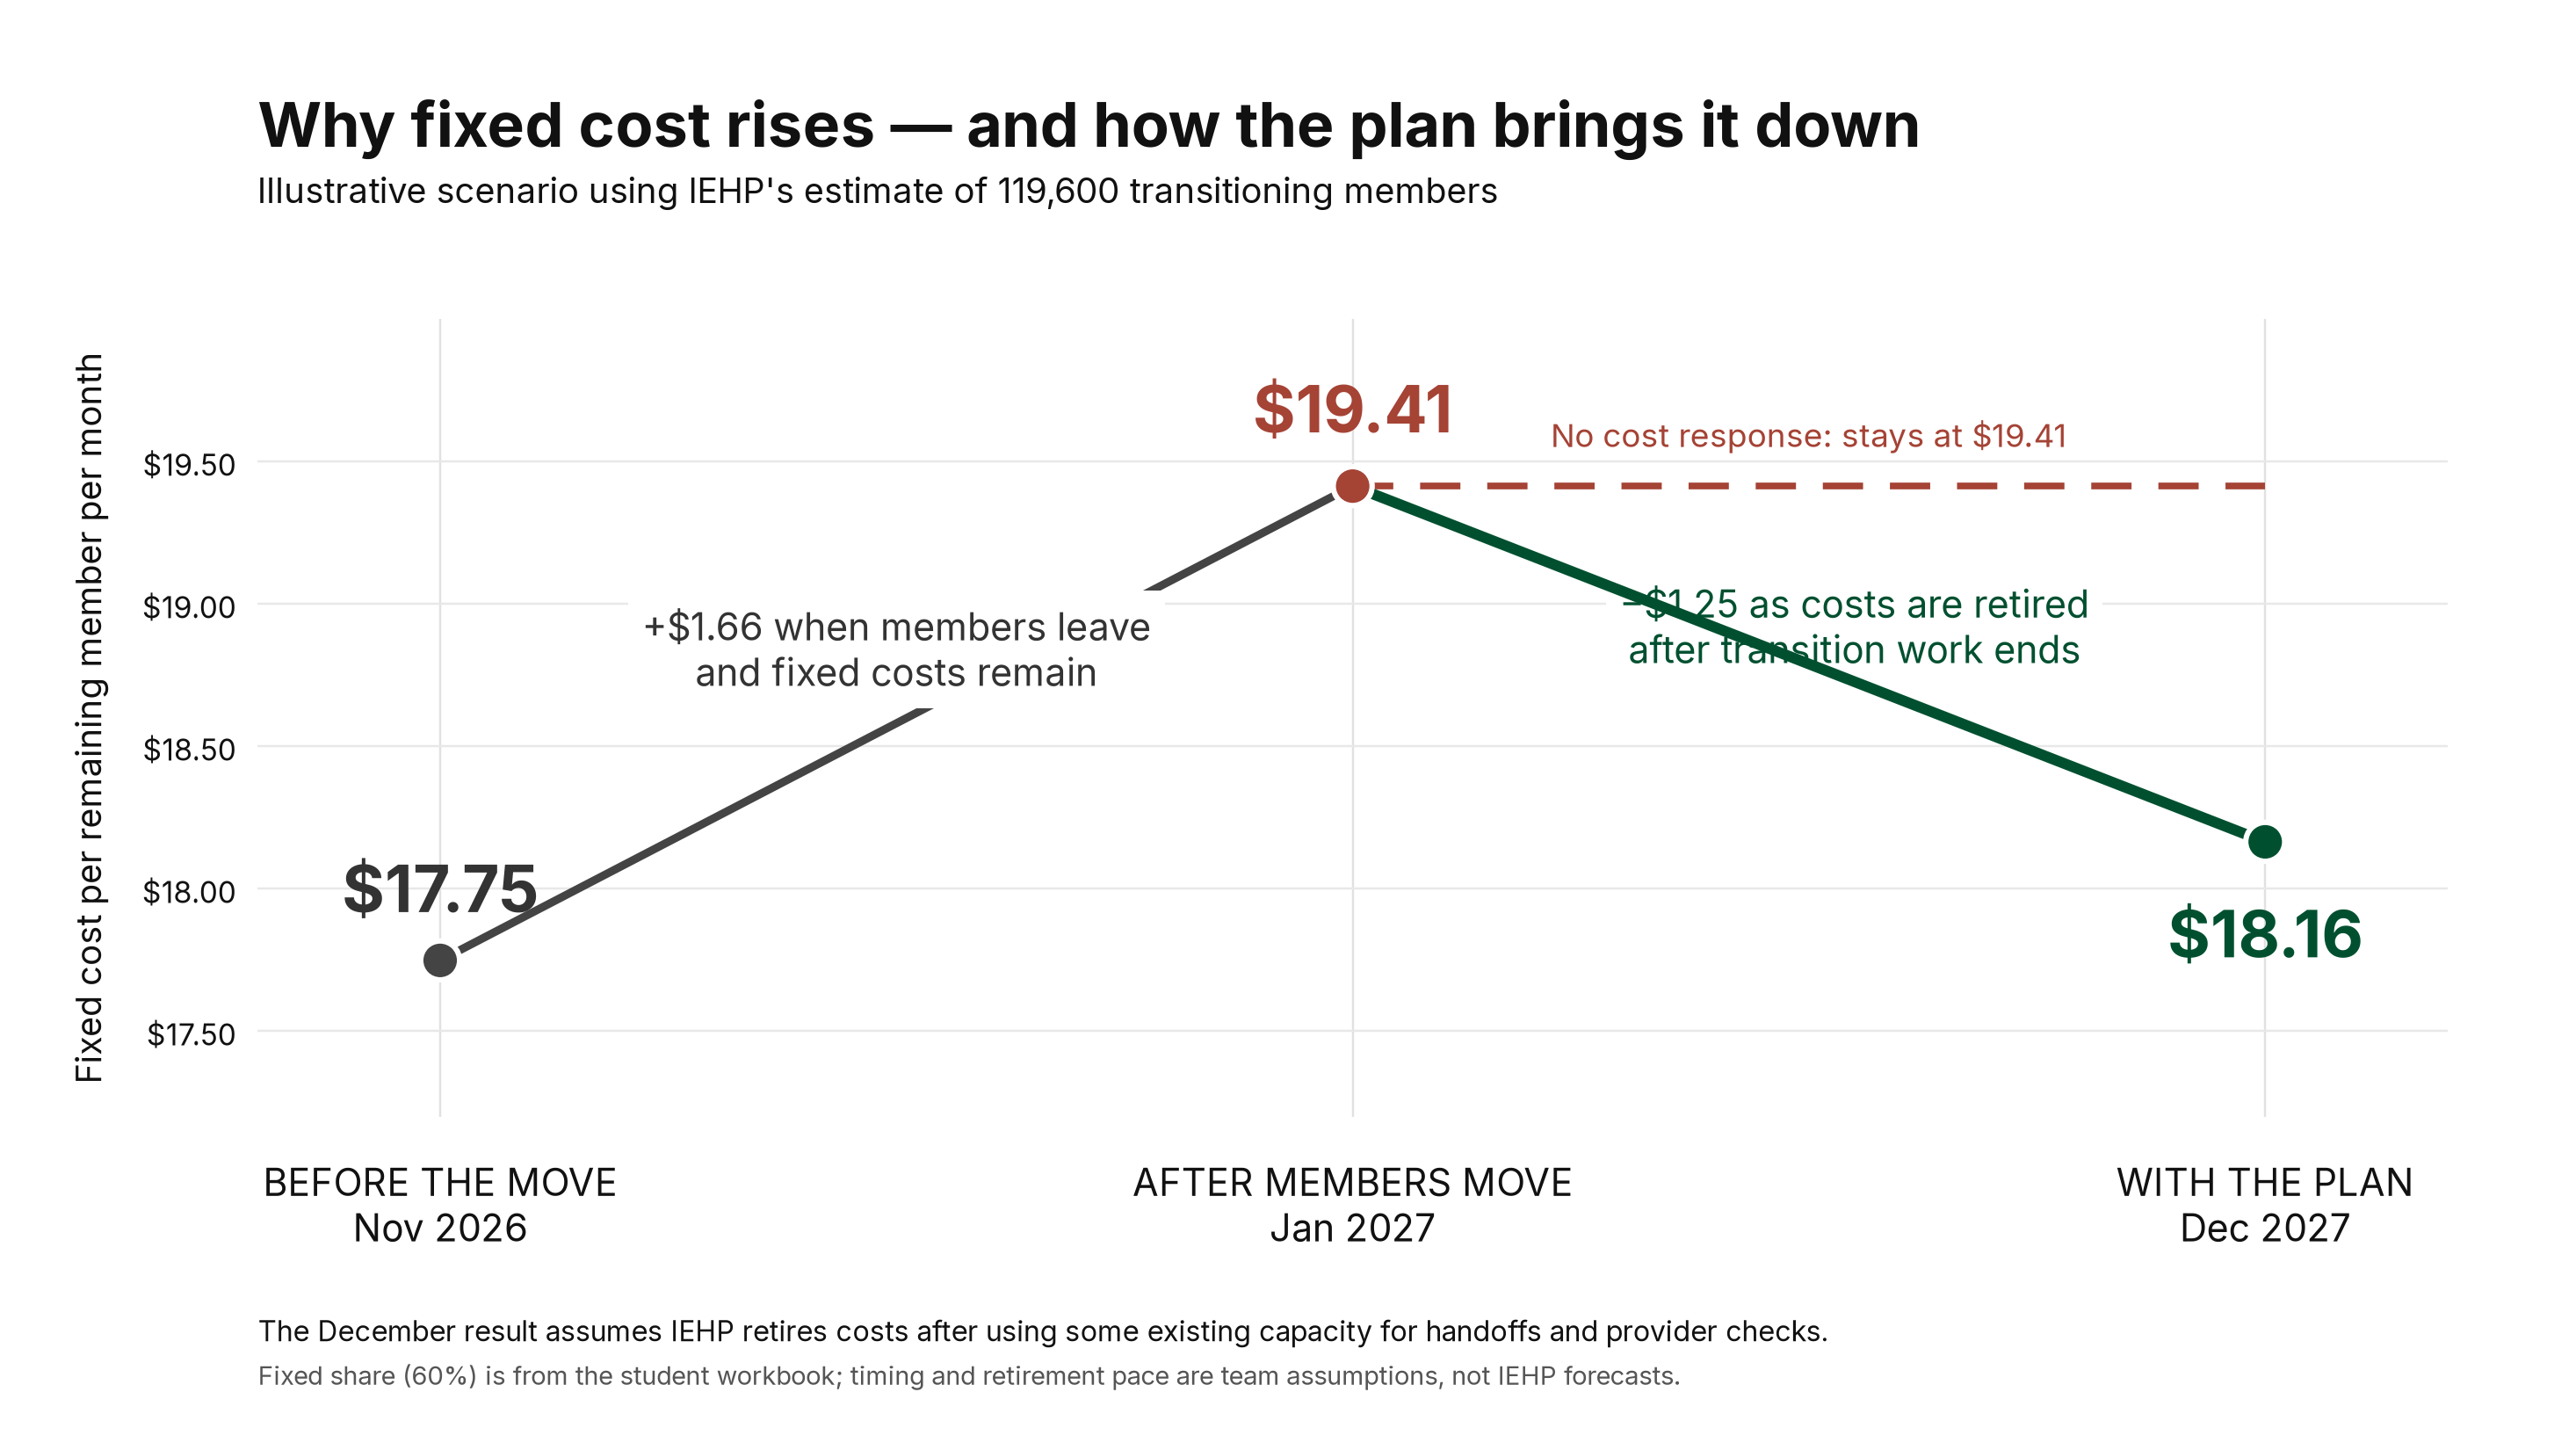 Why fixed cost rises — and how the plan brings it down
Illustrative scenario using IEHP's estimate of 119,600 transitioning members
Fixed cost per remaining member per month
$19.50
$19.00
$18.50
$18.00
$17.50
$17.75
+$1.66 when members leave
and fixed costs remain
$19.41
No cost response: stays at $19.41
−$1.25 as costs are retired
after transition work ends
$18.16
BEFORE THE MOVE
Nov 2026
AFTER MEMBERS MOVE
Jan 2027
WITH THE PLAN
Dec 2027
The December result assumes IEHP retires costs after using some existing capacity for handoffs and provider checks.
Fixed share (60%) is from the student workbook; timing and retirement pace are team assumptions, not IEHP forecasts.